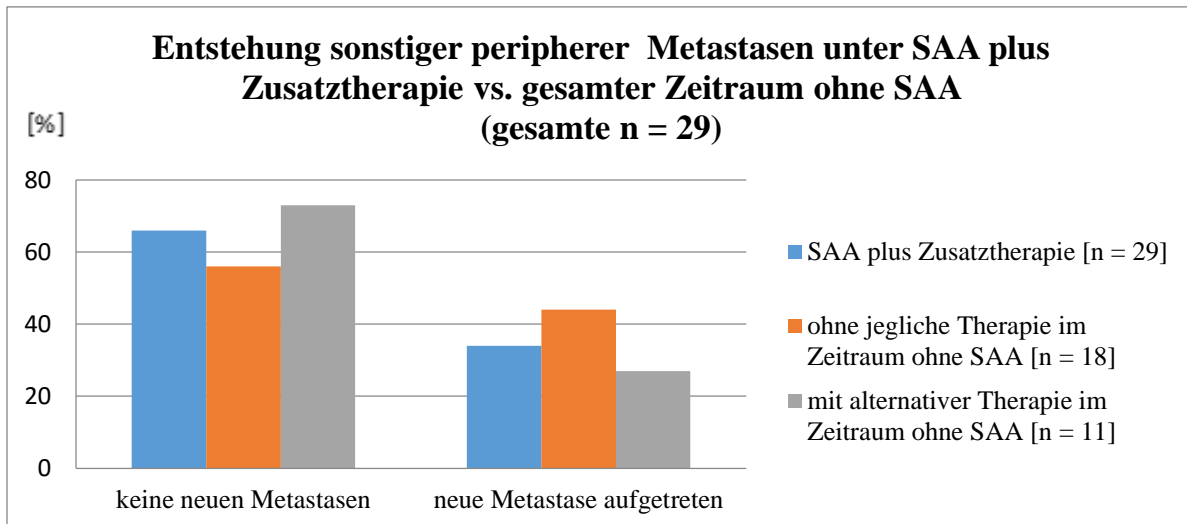 Entstehung sonstiger peripherer Metastasen unter SAA plus
Zusatztherapie vs. gesamter Zeitraum ohne SAA
(gesamte n = 29)
[%]
80
60
40
20
0
keine neuen Metastasen
neue Metastase aufgetreten
SAA plus Zusatztherapie [n = 29]
ohne jegliche Therapie im
Zeitraum ohne SAA [n = 18]
mit alternativer Therapie im
Zeitraum ohne SAA [n = 11]